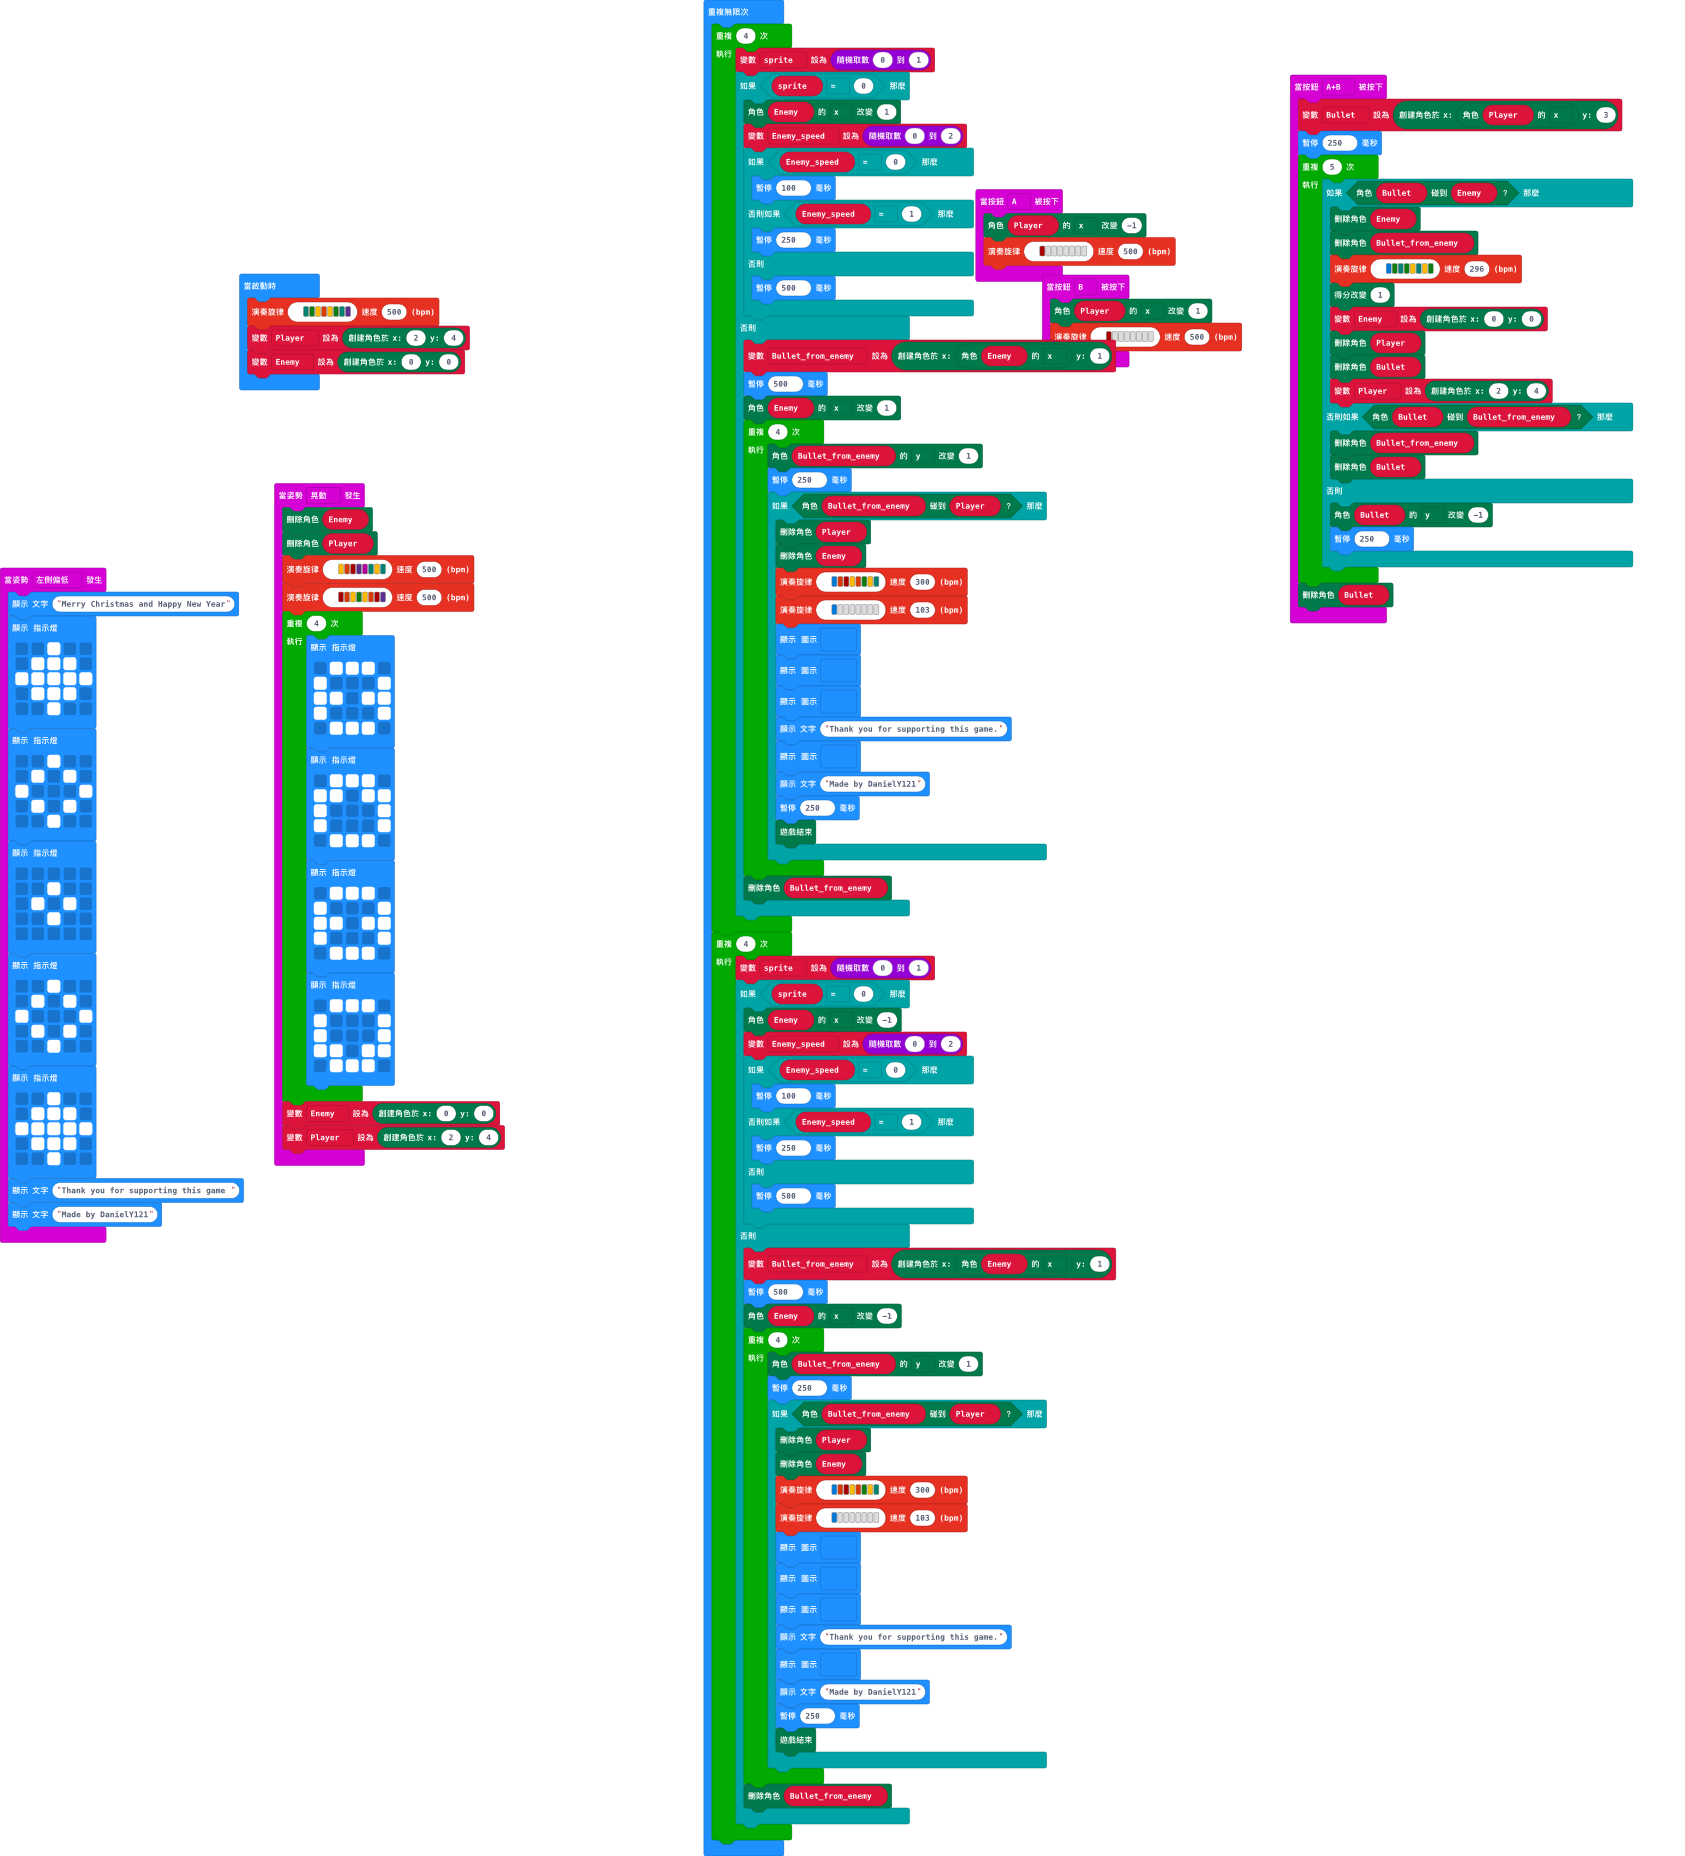 當姿勢 左側偏低 發生
顯示 文字 "Merry Christmas and Happy New Year"
顯示 指示燈
顯示 指示燈
顯示 指示燈
顯示 指示燈
顯示 指示燈
顯示 文字 "Thank you for supporting this game "
顯示 文字 "Made by DanielY121"
當啟動時
演奏旋律 速度 500 (bpm)
變數 Player 設為 創建角色於 x: 2 y: 4
變數 Enemy 設為 創建角色於 x: 0 y: 0
當姿勢 晃動 發生
刪除角色 Enemy
刪除角色 Player
演奏旋律 速度 500 (bpm)
演奏旋律 速度 500 (bpm)
重複 4 次
執行
顯示 指示燈
顯示 指示燈
顯示 指示燈
顯示 指示燈
變數 Enemy 設為 創建角色於 x: 0 y: 0
變數 Player 設為 創建角色於 x: 2 y: 4
重複無限次
重複 4 次
執行 變數 sprite 設為 隨機取數 0 到 1
如果 sprite = 0 那麼
角色 Enemy 的 x 改變 1
變數 Enemy_speed 設為 隨機取數 0 到 2
如果 Enemy_speed = 0 那麼
暫停 100 毫秒
否則如果 Enemy_speed = 1 那麼
暫停 250 毫秒
否則
暫停 500 毫秒
否則
變數 Bullet_from_enemy 設為 創建角色於 x: 角色 Enemy 的 x y: 1
暫停 500 毫秒
角色 Enemy 的 x 改變 1
重複 4 次
執行 角色 Bullet_from_enemy 的 y 改變 1
暫停 250 毫秒
如果 角色 Bullet_from_enemy 碰到 Player ? 那麼
刪除角色 Player
刪除角色 Enemy
演奏旋律 速度 300 (bpm)
演奏旋律 速度 103 (bpm)
顯示 圖示
顯示 圖示
顯示 圖示
顯示 文字 "Thank you for supporting this game."
顯示 圖示
顯示 文字 "Made by DanielY121"
暫停 250 毫秒
遊戲結束
刪除角色 Bullet_from_enemy
重複 4 次
執行 變數 sprite 設為 隨機取數 0 到 1
如果 sprite = 0 那麼
角色 Enemy 的 x 改變 -1
變數 Enemy_speed 設為 隨機取數 0 到 2
如果 Enemy_speed = 0 那麼
暫停 100 毫秒
否則如果 Enemy_speed = 1 那麼
暫停 250 毫秒
否則
暫停 500 毫秒
否則
變數 Bullet_from_enemy 設為 創建角色於 x: 角色 Enemy 的 x y: 1
暫停 500 毫秒
角色 Enemy 的 x 改變 -1
重複 4 次
執行 角色 Bullet_from_enemy 的 y 改變 1
暫停 250 毫秒
如果 角色 Bullet_from_enemy 碰到 Player ? 那麼
刪除角色 Player
刪除角色 Enemy
演奏旋律 速度 300 (bpm)
演奏旋律 速度 103 (bpm)
顯示 圖示
顯示 圖示
顯示 圖示
顯示 文字 "Thank you for supporting this game."
顯示 圖示
顯示 文字 "Made by DanielY121"
暫停 250 毫秒
遊戲結束
刪除角色 Bullet_from_enemy
當按鈕 A 被按下
角色 Player 的 x 改變 -1
演奏旋律 速度 500 (bpm)
當按鈕 B 被按下
角色 Player 的 x 改變 1
演奏旋律 速度 500 (bpm)
當按鈕 A+B 被按下
變數 Bullet 設為 創建角色於 x: 角色 Player 的 x y: 3
暫停 250 毫秒
重複 5 次
執行 如果 角色 Bullet 碰到 Enemy ? 那麼
刪除角色 Enemy
刪除角色 Bullet_from_enemy
演奏旋律 速度 296 (bpm)
得分改變 1
變數 Enemy 設為 創建角色於 x: 0 y: 0
刪除角色 Player
刪除角色 Bullet
變數 Player 設為 創建角色於 x: 2 y: 4
否則如果 角色 Bullet 碰到 Bullet_from_enemy ? 那麼
刪除角色 Bullet_from_enemy
刪除角色 Bullet
否則
角色 Bullet 的 y 改變 -1
暫停 250 毫秒
刪除角色 Bullet